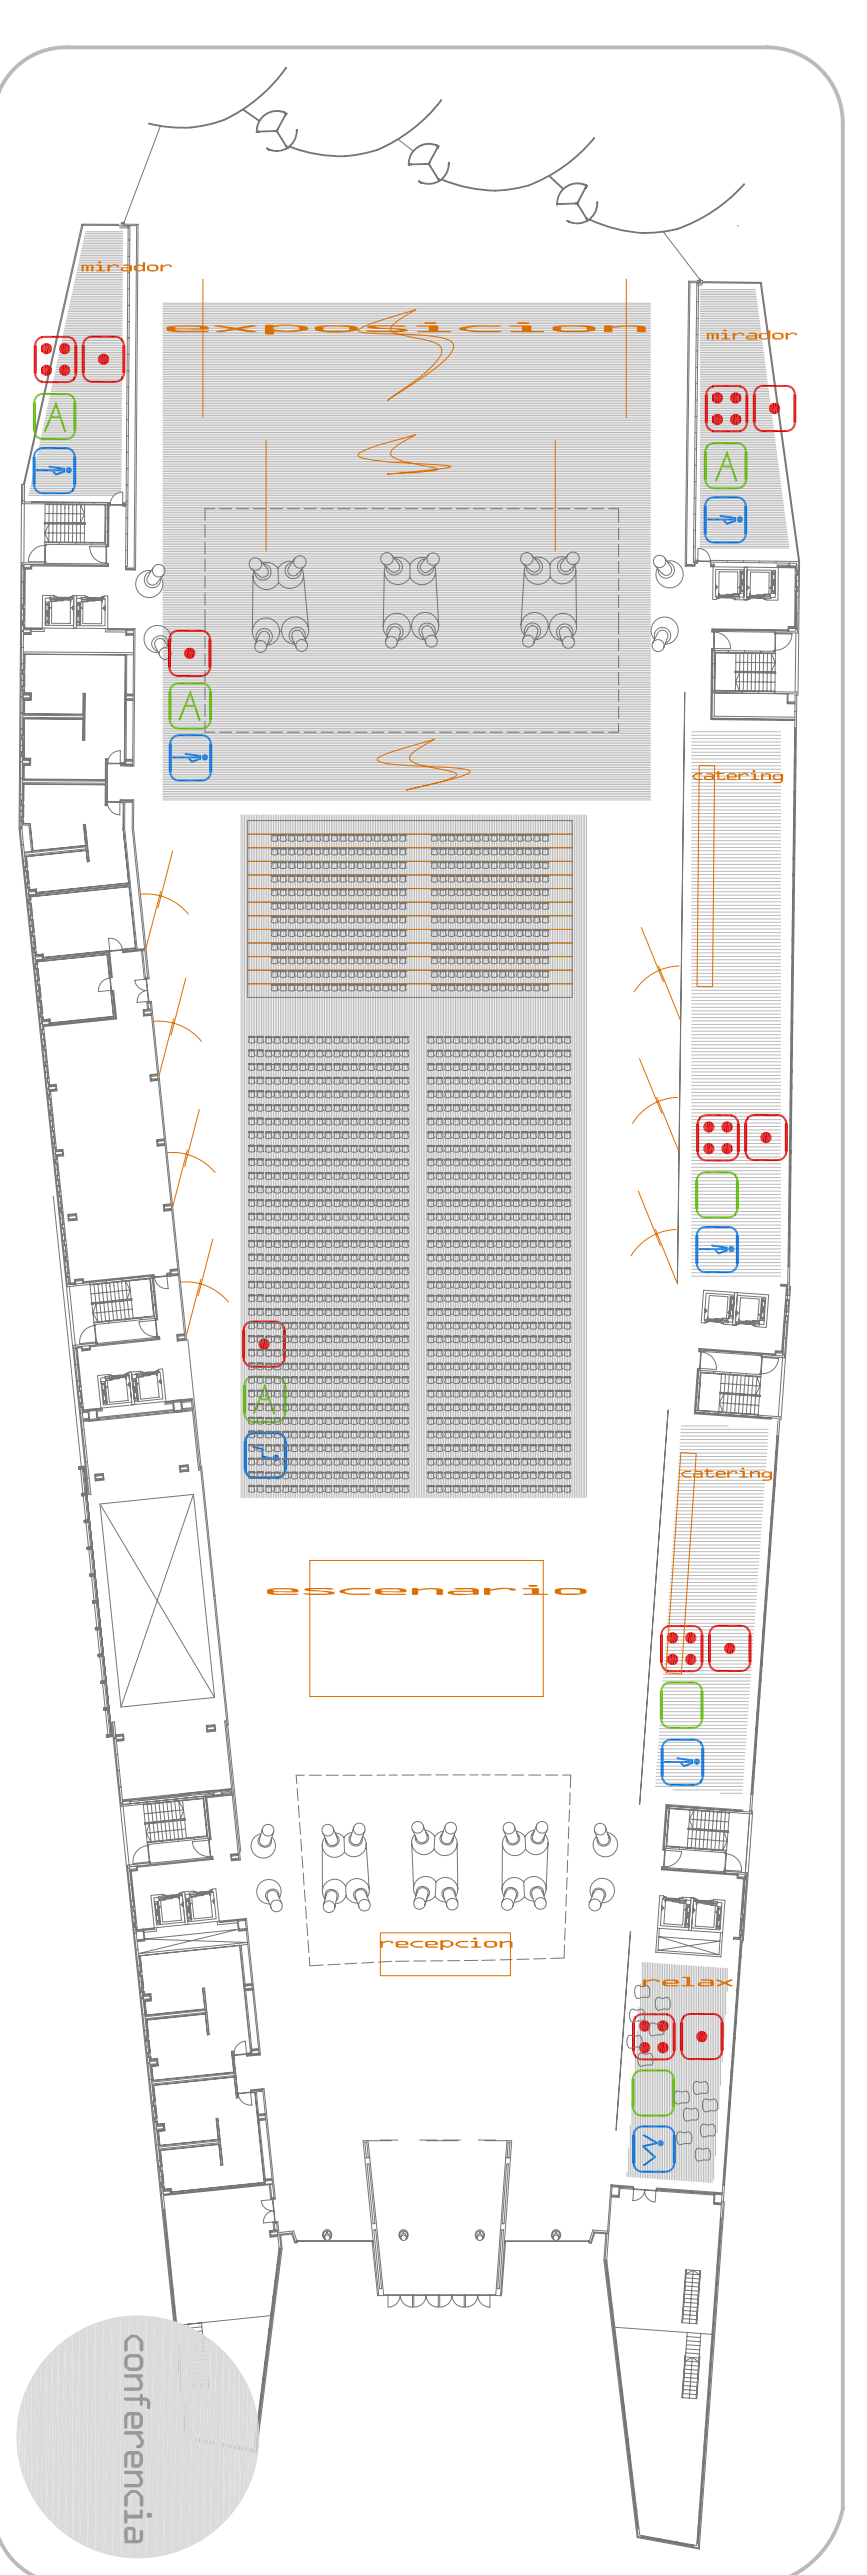 mirador
exposicion
mirador
A
A
A
catering
A
catering
escenario
recepcion
relax
conferencia